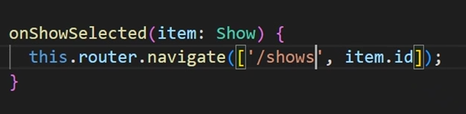 onShowSelected(item: Show) {
this.router.navigate(['/shows', item.id]);
}